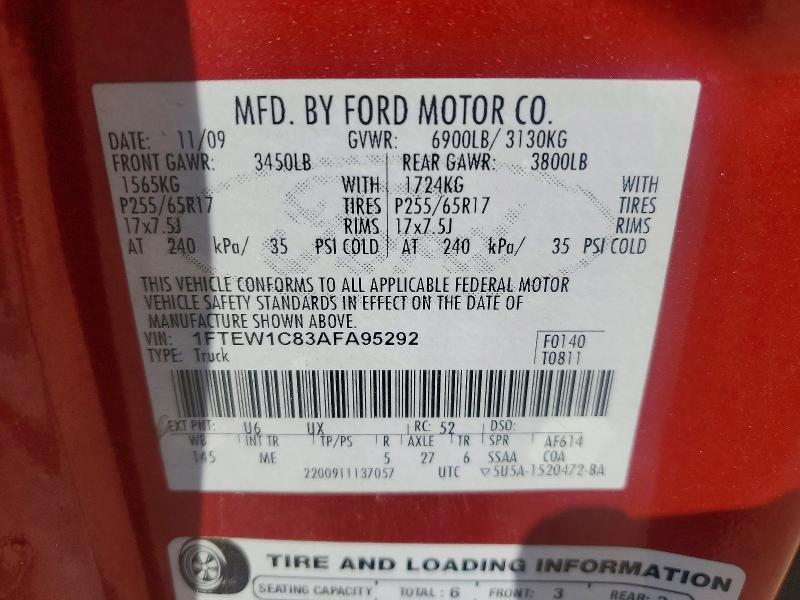 MFD. BY FORD MOTOR CO.
DATE: 11/09 GVWR: 6900LB/ 3130KG
FRONT GAWR: 3450LB REAR GAWR: 3800LB
1565KG WITH 1724KG WITH
P255/65R17 TIRES P255/65R17 TIRES
17x7.5J RIMS 17x7.5J RIMS
AT 240 kPa/ 35 PSI COLD AT 240 kPa/ 35 PSI COLD
THIS VEHICLE CONFORMS TO ALL APPLICABLE FEDERAL MOTOR
VEHICLE SAFETY STANDARDS IN EFFECT ON THE DATE OF
MANUFACTURE SHOWN ABOVE.
VIN: 1FTEW1C83AFA95292 F0140
TYPE: Truck T0811
EXT PNT: U6 UX RC: 52 DSO:
WB INT TR TP/PS R AXLE TR SPR AF614
145 ME 5 27 6 SSAA COA
2200911137057 UTC ▽5U5A-1520472-BA
TIRE AND LOADING INFORMATION
SEATING CAPACITY TOTAL: 6 FRONT: 3 REAR: